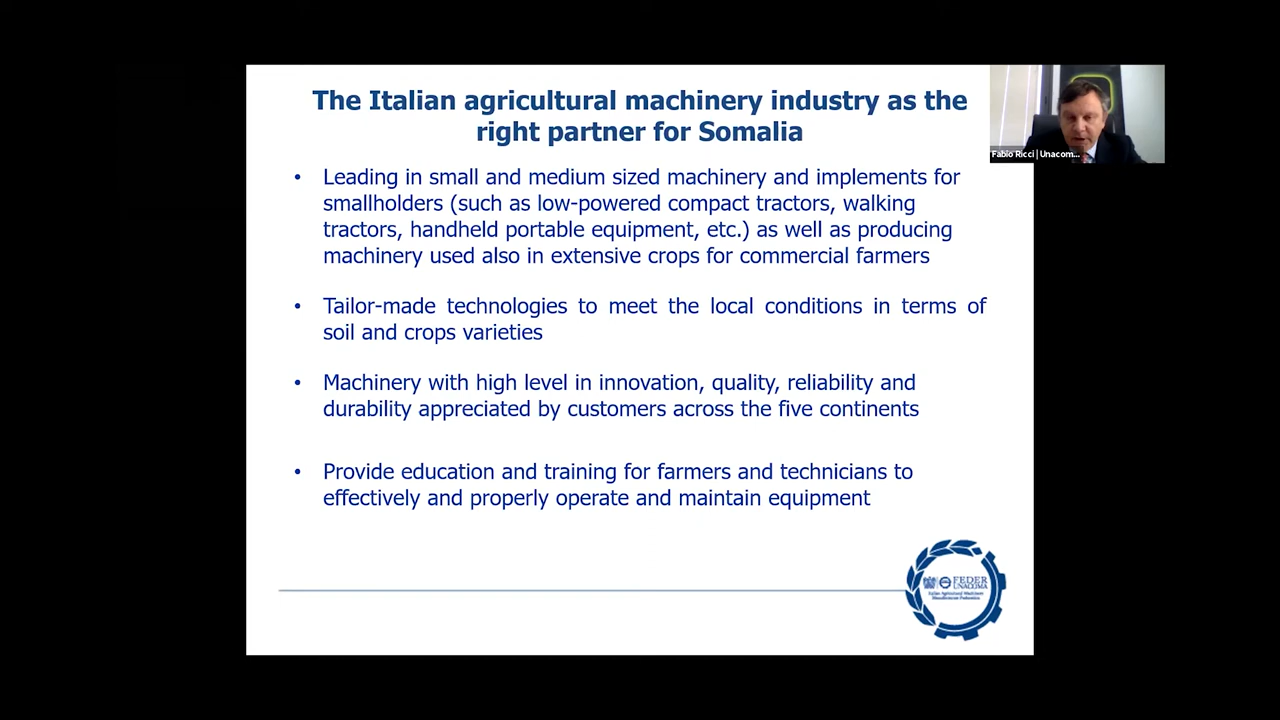 The Italian agricultural machinery industry as the
right partner for Somalia
Fabio Ricci | Unacom...
• Leading in small and medium sized machinery and implements for
smallholders (such as low-powered compact tractors, walking
tractors, handheld portable equipment, etc.) as well as producing
machinery used also in extensive crops for commercial farmers
• Tailor-made technologies to meet the local conditions in terms of
soil and crops varieties
• Machinery with high level in innovation, quality, reliability and
durability appreciated by customers across the five continents
• Provide education and training for farmers and technicians to
effectively and properly operate and maintain equipment
FEDER
UNACOMA
Italian Agricultural Machinery
Manufacturers Federation